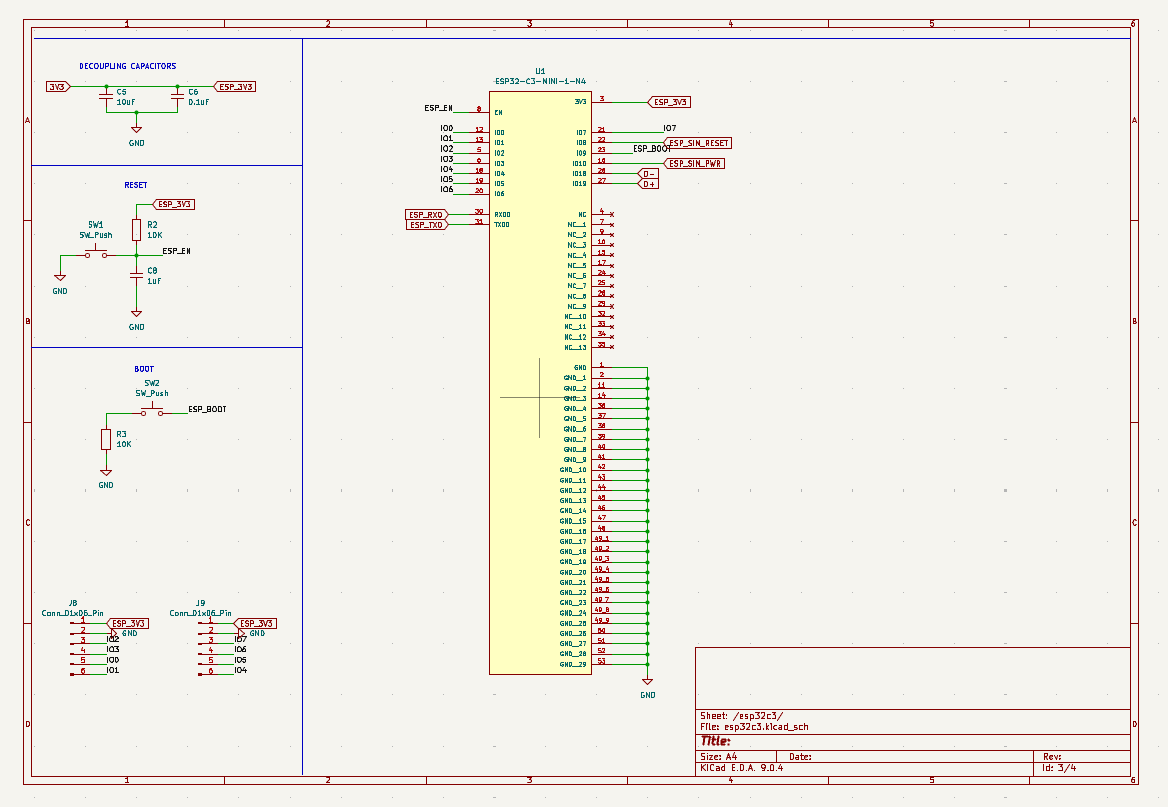 1 2 3 4 5 6
A
B
C
D
DECOUPLING CAPACITORS
3V3
C5
10uF
C6
0.1uF
ESP_3V3
GND
RESET
ESP_3V3
SW1
SW_Push
R2
10K
ESP_EN
C8
1uF
GND
GND
BOOT
SW2
SW_Push
ESP_BOOT
R3
10K
GND
J8
Conn_01x06_Pin
1 ESP_3V3
2 GND
3 IO2
4 IO3
5 IO0
6 IO1
J9
Conn_01x06_Pin
1 ESP_3V3
2 GND
3 IO7
4 IO6
5 IO5
6 IO4
U1
ESP32-C3-MINI-1-N4
ESP_EN 8 EN
IO0 12 IO0
IO1 13 IO1
IO2 5 IO2
IO3 6 IO3
IO4 18 IO4
IO5 19 IO5
IO6 20 IO6
ESP_RX0 30 RXD0
ESP_TX0 31 TXD0
3V3 3 ESP_3V3
IO7 21 IO7
IO8 22 ESP_SIN_RESET
IO9 23 ESP_BOOT
IO10 16 ESP_SIN_PWR
IO18 26 D-
IO19 27 D+
NC 4
NC_1 7
NC_2 9
NC_3 10
NC_4 15
NC_5 17
NC_6 24
NC_7 25
NC_8 28
NC_9 29
NC_10 32
NC_11 33
NC_12 34
NC_13 35
GND 1
GND_1 2
GND_2 11
GND_3 14
GND_4 36
GND_5 37
GND_6 38
GND_7 39
GND_8 40
GND_9 41
GND_10 42
GND_11 43
GND_12 44
GND_13 45
GND_14 46
GND_15 47
GND_16 48
GND_17 49_1
GND_18 49_2
GND_19 49_3
GND_20 49_4
GND_21 49_5
GND_22 49_6
GND_23 49_7
GND_24 49_8
GND_25 49_9
GND_26 50
GND_27 51
GND_28 52
GND_29 53
GND
Sheet: /esp32c3/
File: esp32c3.kicad_sch
Title:
Size: A4 Date: Rev:
KiCad E.D.A. 9.0.4 Id: 3/4
A
B
C
D
1 2 3 4 5 6